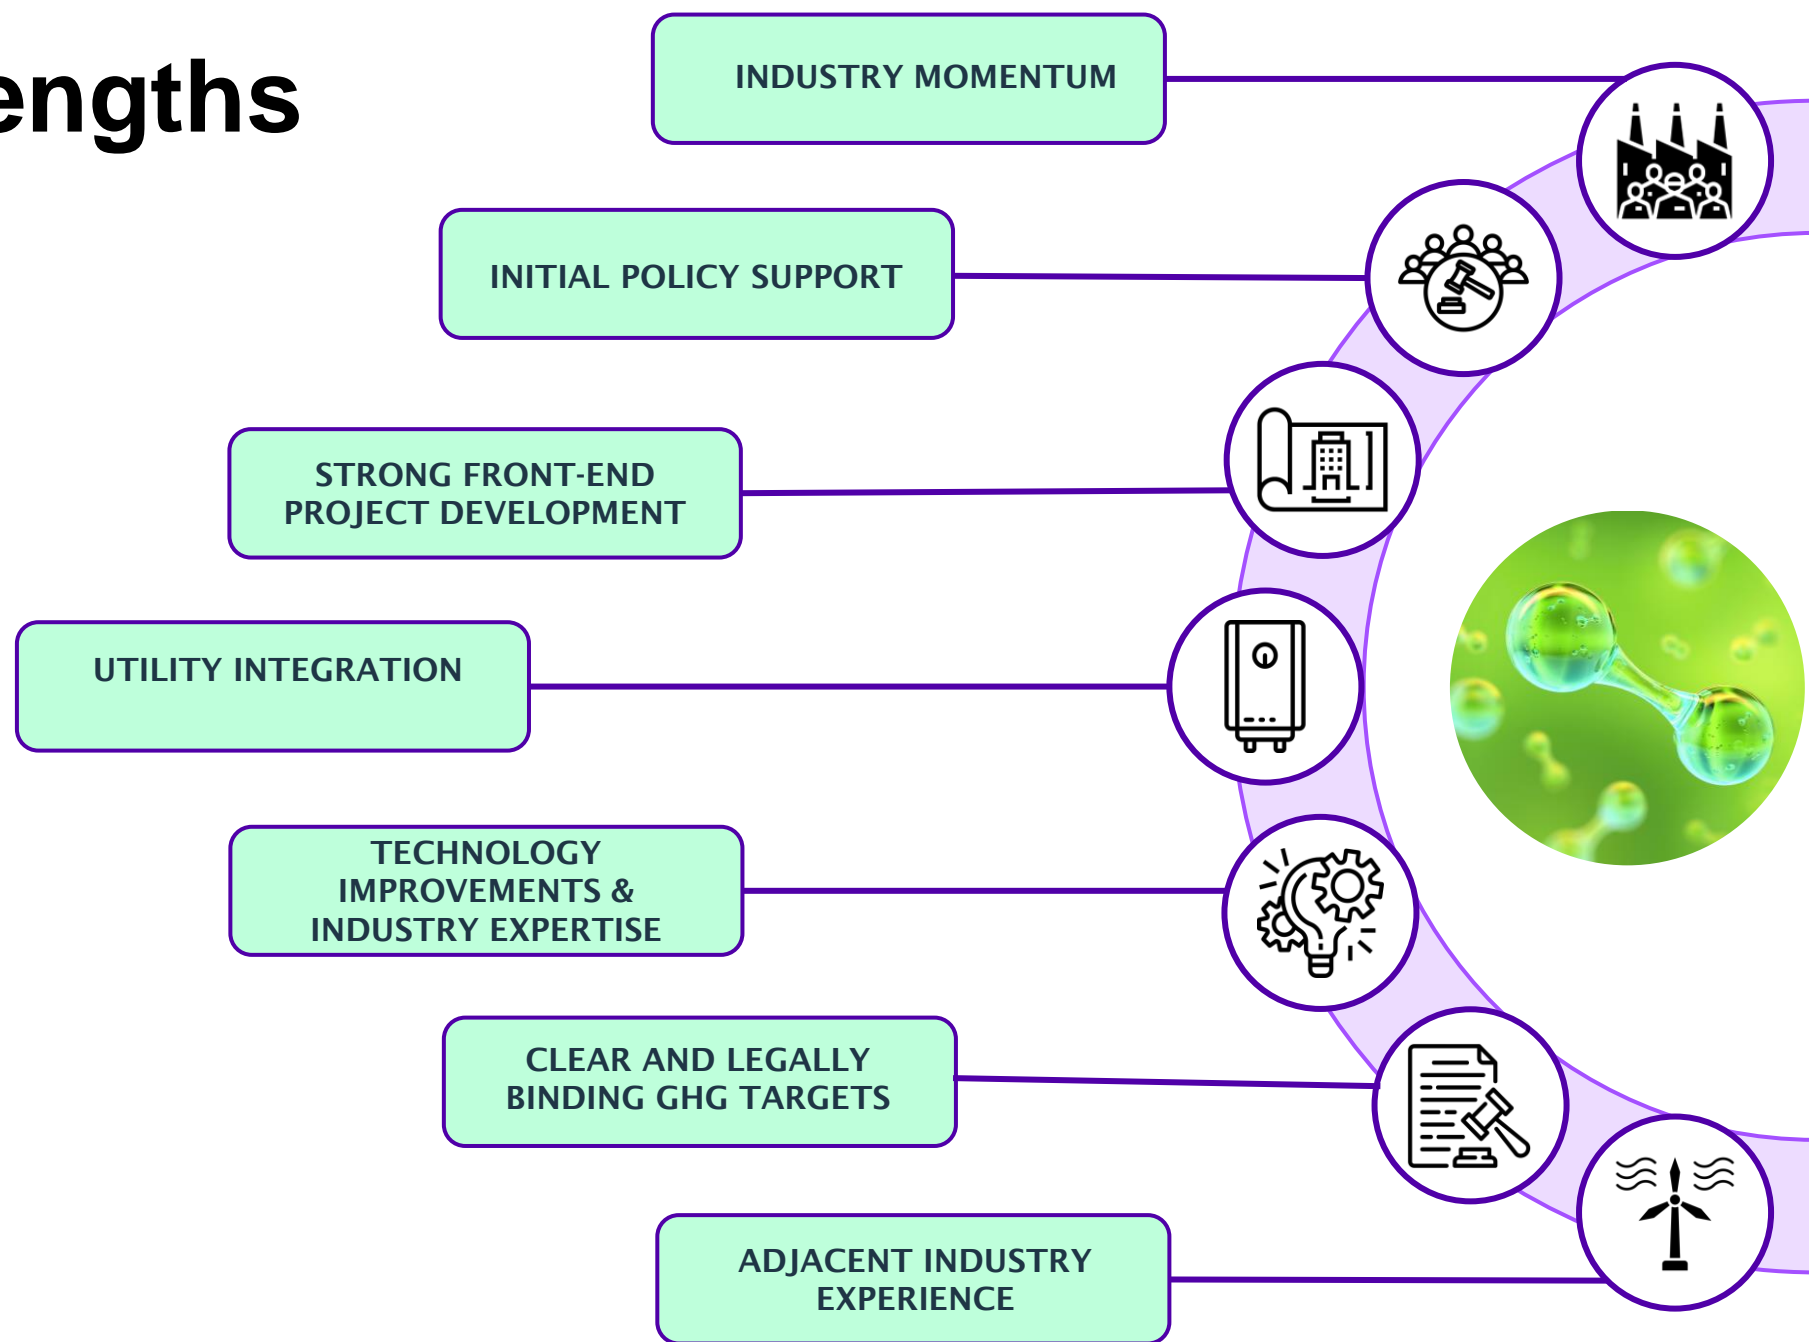 engths
INDUSTRY MOMENTUM
INITIAL POLICY SUPPORT
STRONG FRONT-END
PROJECT DEVELOPMENT
UTILITY INTEGRATION
TECHNOLOGY
IMPROVEMENTS &
INDUSTRY EXPERTISE
CLEAR AND LEGALLY
BINDING GHG TARGETS
ADJACENT INDUSTRY
EXPERIENCE